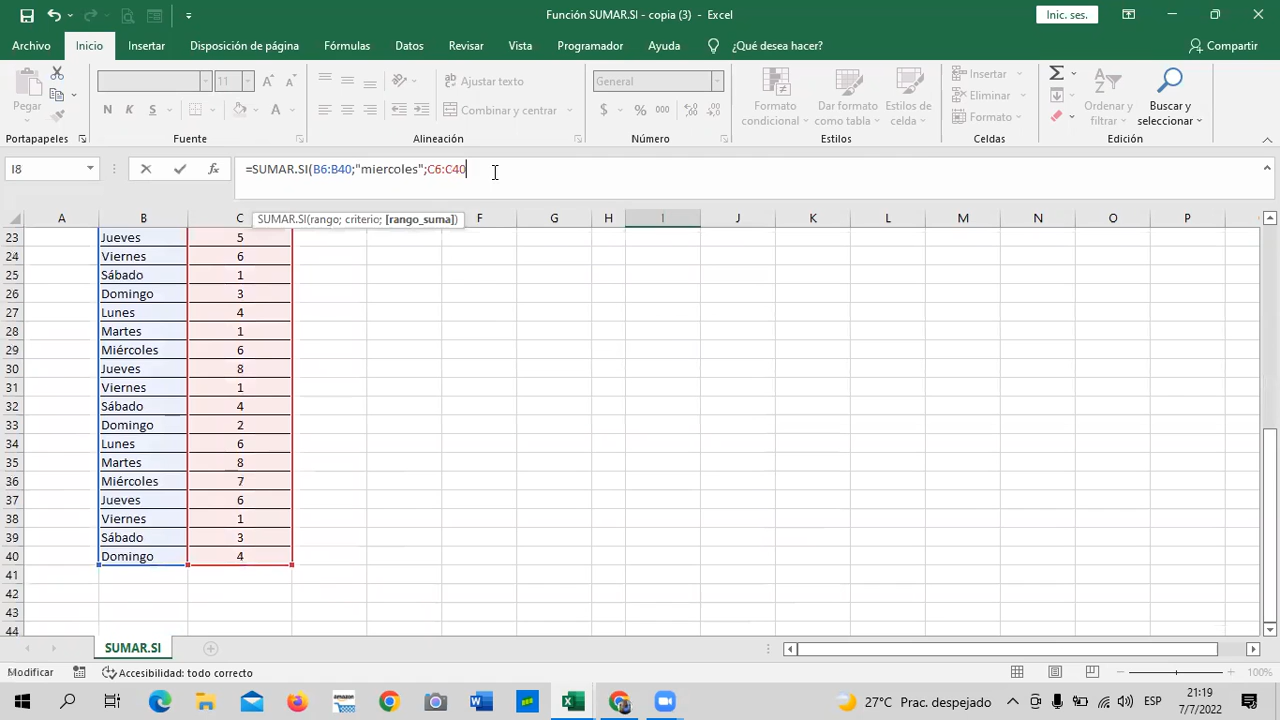 Función SUMAR.SI - copia (3) - Excel
Inic. ses.
Archivo Inicio Insertar Disposición de página Fórmulas Datos Revisar Vista Programador Ayuda ¿Qué desea hacer? Compartir
Pegar
Portapapeles
11
N K S A A A
Fuente
Ajustar texto
Combinar y centrar
Alineación
General
$ % 000
Número
Formato condicional
Dar formato como tabla
Estilos de celda
Estilos
Insertar
Eliminar
Formato
Celdas
Ordenar y filtrar
Buscar y seleccionar
Edición
I8 fx =SUMAR.SI(B6:B40;"miercoles";C6:C40
SUMAR.SI(rango; criterio; [rango_suma])
A B C F G H I J K L M N O P
23 Jueves 5
24 Viernes 6
25 Sábado 1
26 Domingo 3
27 Lunes 4
28 Martes 1
29 Miércoles 6
30 Jueves 8
31 Viernes 1
32 Sábado 4
33 Domingo 2
34 Lunes 6
35 Martes 8
36 Miércoles 7
37 Jueves 6
38 Viernes 1
39 Sábado 3
40 Domingo 4
41
42
43
44
SUMAR.SI
Modificar Accesibilidad: todo correcto 100%
27°C Prac. despejado ESP 21:19
7/7/2022